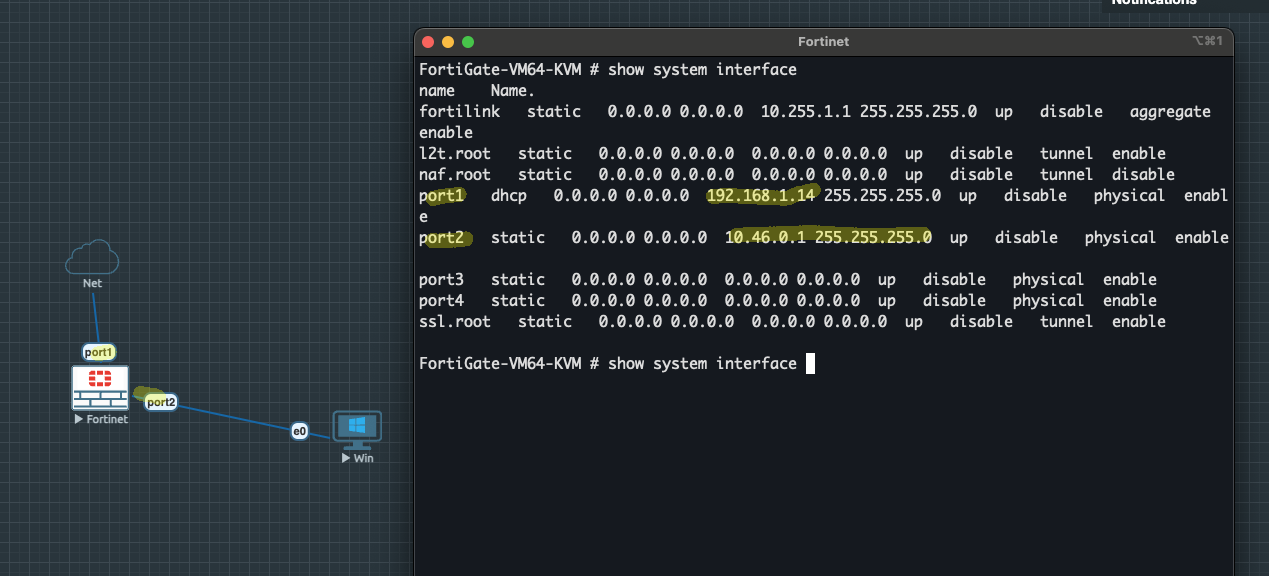 Notifications
Fortinet
⌥⌘1
FortiGate-VM64-KVM # show system interface
name    Name.
fortilink   static   0.0.0.0 0.0.0.0  10.255.1.1 255.255.255.0  up   disable   aggregate
enable
l2t.root   static   0.0.0.0 0.0.0.0  0.0.0.0 0.0.0.0  up   disable   tunnel  enable
naf.root   static   0.0.0.0 0.0.0.0  0.0.0.0 0.0.0.0  up   disable   tunnel  disable
port1   dhcp   0.0.0.0 0.0.0.0  192.168.1.14 255.255.255.0  up   disable   physical  enabl
e
port2   static   0.0.0.0 0.0.0.0  10.46.0.1 255.255.255.0  up   disable   physical  enable
port3   static   0.0.0.0 0.0.0.0  0.0.0.0 0.0.0.0  up   disable   physical  enable
port4   static   0.0.0.0 0.0.0.0  0.0.0.0 0.0.0.0  up   disable   physical  enable
ssl.root   static   0.0.0.0 0.0.0.0  0.0.0.0 0.0.0.0  up   disable   tunnel  enable
FortiGate-VM64-KVM # show system interface
Net
port1
Fortinet
port2
e0
Win